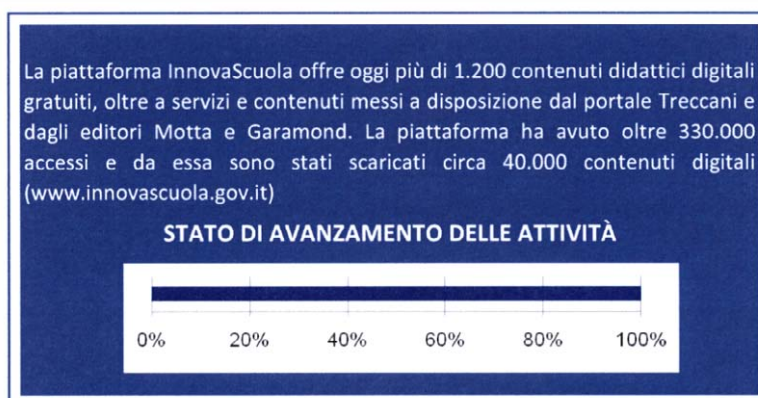 La piattaforma InnovaScuola offre oggi più di 1.200 contenuti didattici digitali
gratuiti, oltre a servizi e contenuti messi a disposizione dal portale Treccani e
dagli editori Motta e Garamond. La piattaforma ha avuto oltre 330.000
accessi e da essa sono stati scaricati circa 40.000 contenuti digitali
(www.innovascuola.gov.it)
STATO DI AVANZAMENTO DELLE ATTIVITÀ
0% 20% 40% 60% 80% 100%